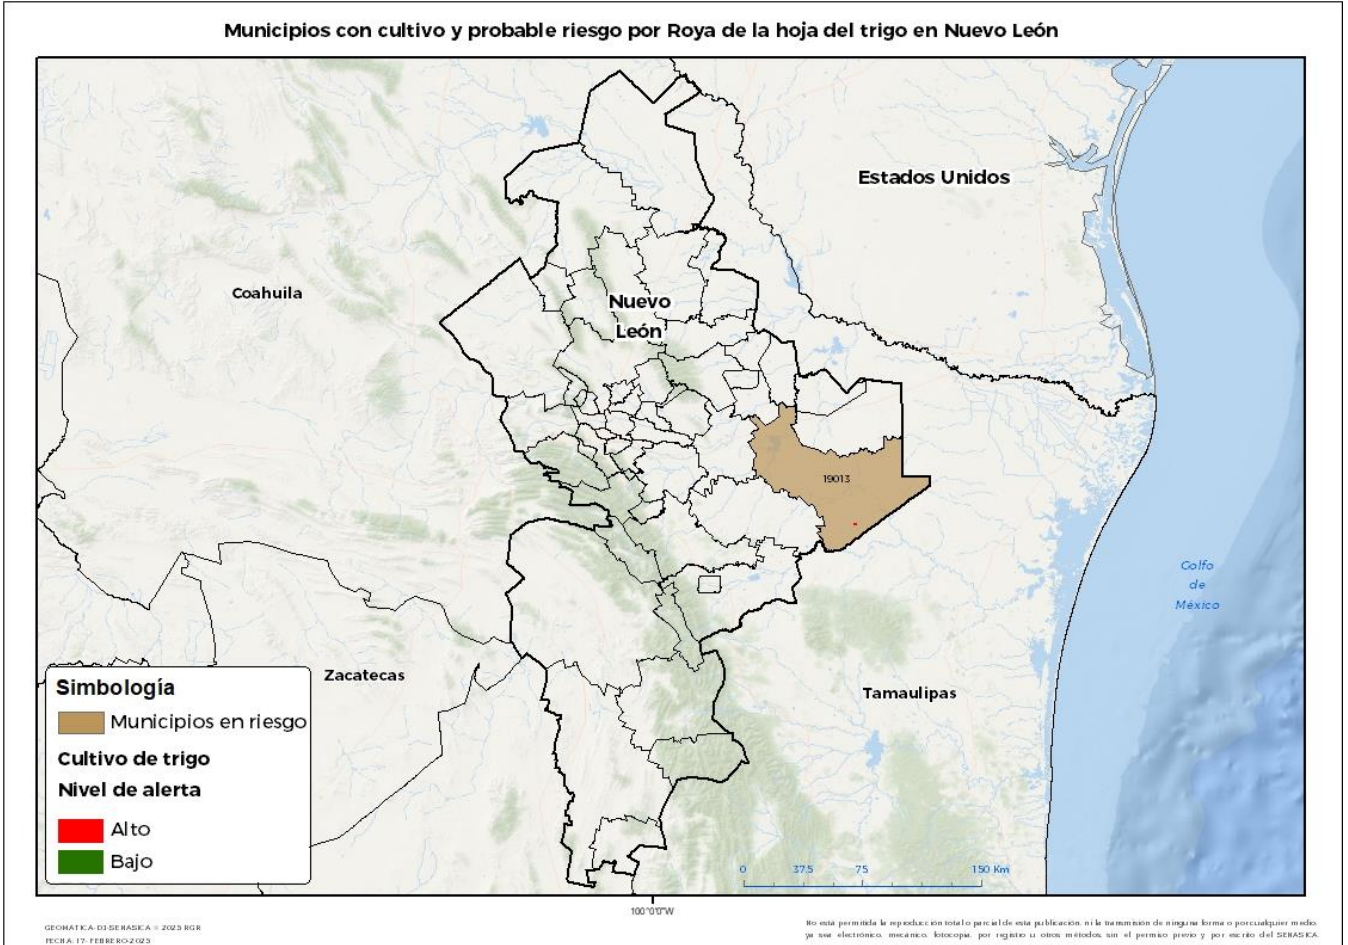 Municipios con cultivo y probable riesgo por Roya de la hoja del trigo en Nuevo León
Estados Unidos
Coahuila
Nuevo
León
19013
Golfo
de
México
Zacatecas
Tamaulipas
Simbología
Municipios en riesgo
Cultivo de trigo
Nivel de alerta
Alto
Bajo
0 37.5 75 150 Km
100°0'0"W
GEOMATICA-DJ-SENASICA © 2025 RGR
FECHA: 17- FEBRERO-2025
No está permitida la reproducción total o parcial de esta publicación, ni la transmisión de ninguna forma o por cualquier medio,
ya sea electrónico, mecánico, fotocopia, por registro u otros métodos, sin el permiso previo y por escrito del SENASICA.